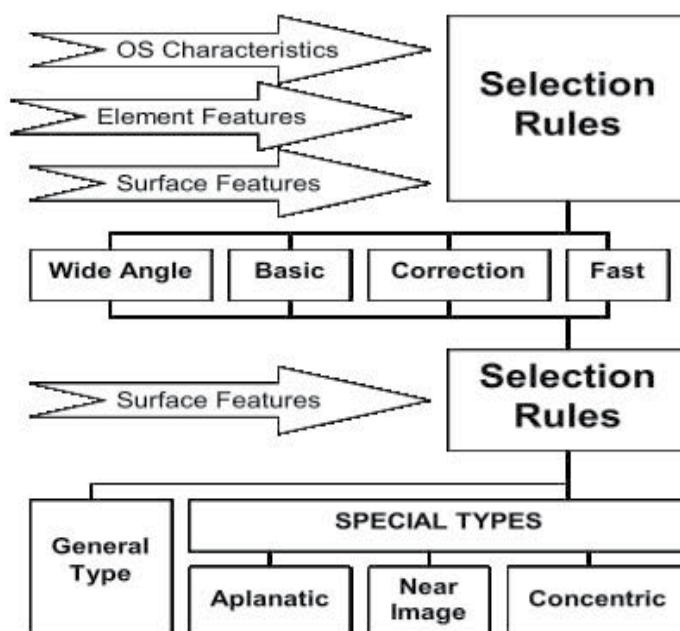 OS Characteristics
Element Features
Surface Features
Selection
Rules
Wide Angle
Basic
Correction
Fast
Surface Features
Selection
Rules
General
Type
SPECIAL TYPES
Aplanatic
Near
Image
Concentric